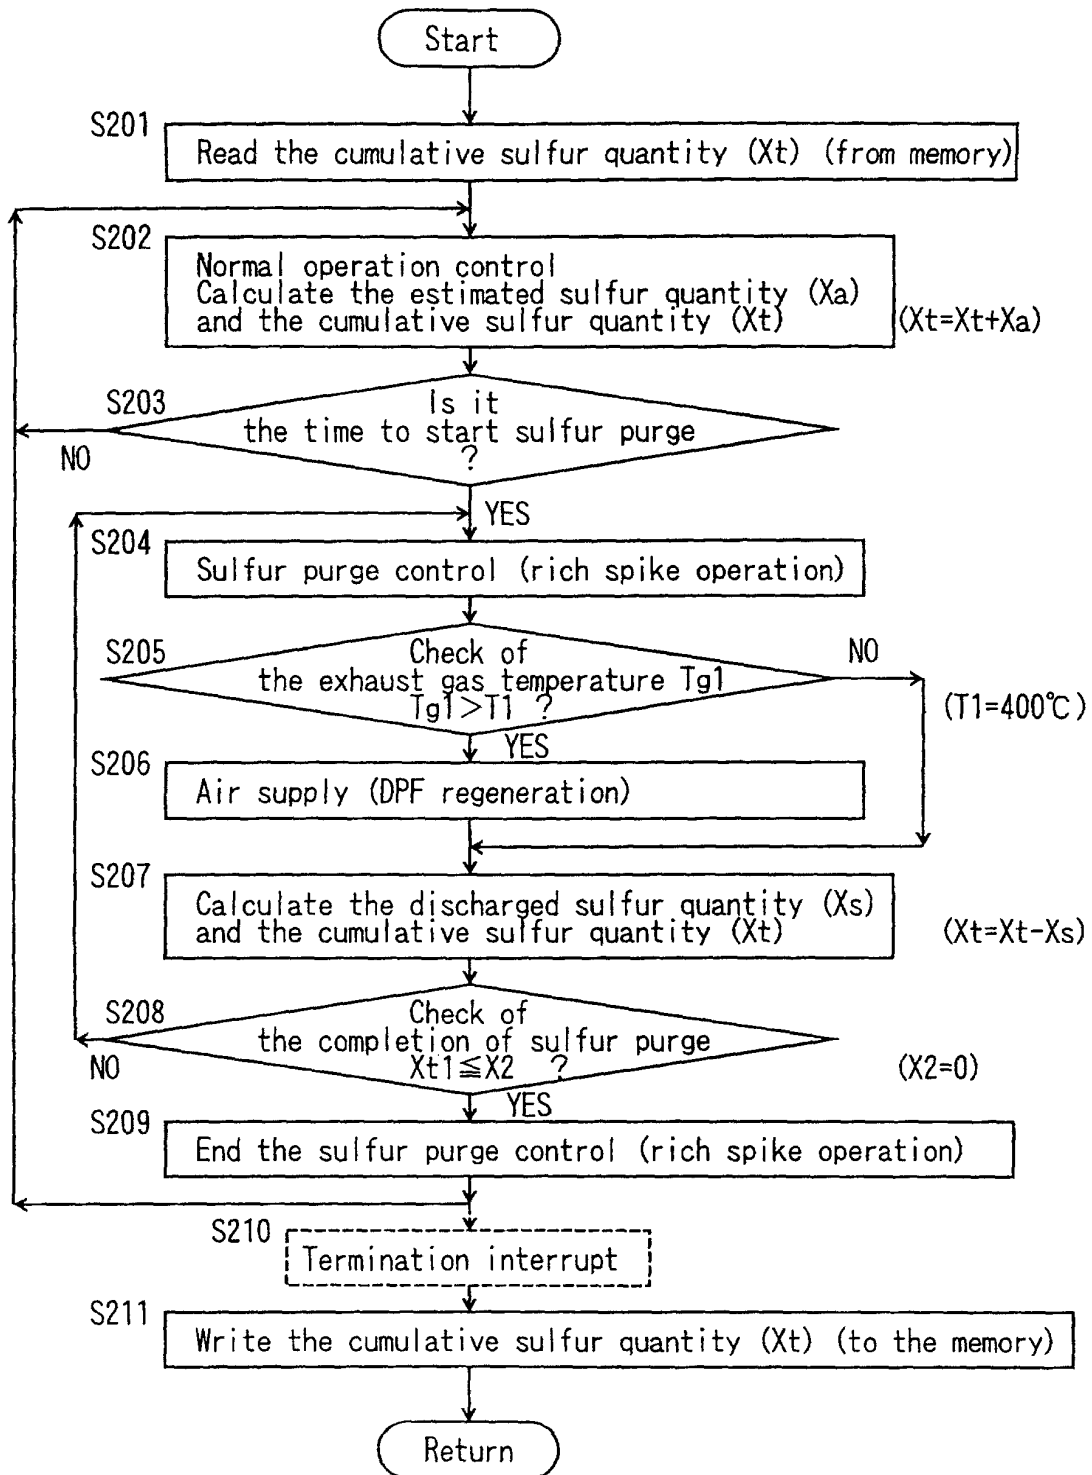 Start
S201
Read the cumulative sulfur quantity (Xt) (from memory)
S202
Normal operation control
Calculate the estimated sulfur quantity (Xa)
and the cumulative sulfur quantity (Xt)
(Xt=Xt+Xa)
S203
Is it
the time to start sulfur purge
?
NO
YES
S204
Sulfur purge control (rich spike operation)
S205
Check of
the exhaust gas temperature Tg1
Tg1>T1 ?
NO
(T1=400℃)
YES
S206
Air supply (DPF regeneration)
S207
Calculate the discharged sulfur quantity (Xs)
and the cumulative sulfur quantity (Xt)
(Xt=Xt-Xs)
S208
Check of
the completion of sulfur purge
Xt1≦X2 ?
NO
(X2=0)
YES
S209
End the sulfur purge control (rich spike operation)
S210
Termination interrupt
S211
Write the cumulative sulfur quantity (Xt) (to the memory)
Return